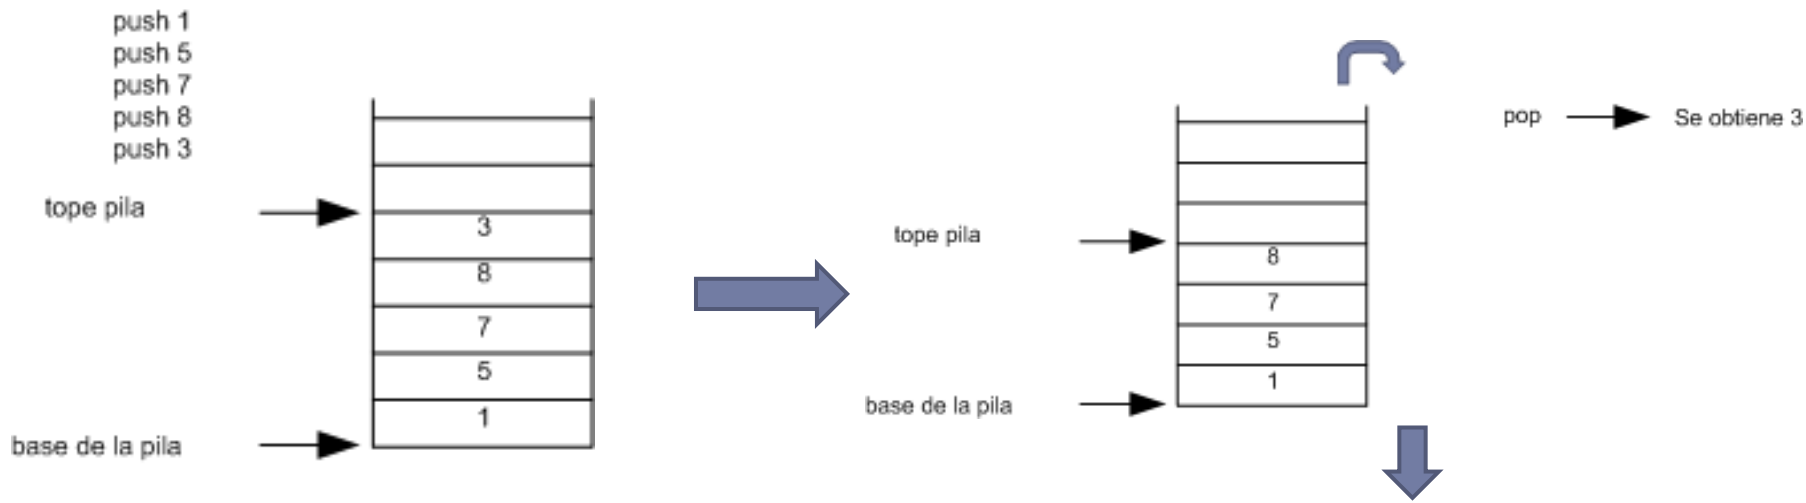 push 1
push 5
push 7
push 8
push 3
tope pila
3
8
7
5
1
base de la pila
pop
Se obtiene 3
tope pila
8
7
5
1
base de la pila